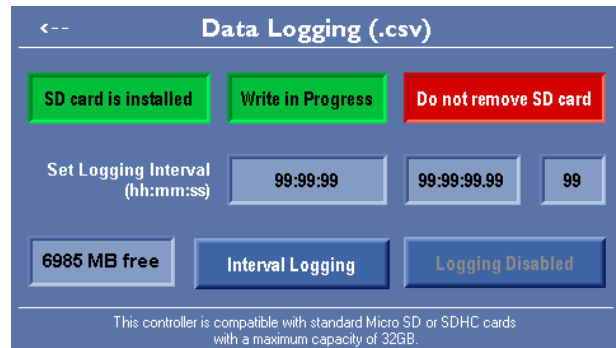 <-- Data Logging (.csv)
SD card is installed Write in Progress Do not remove SD card
Set Logging Interval
(hh:mm:ss) 99:99:99 99:99:99.99 99
6985 MB free Interval Logging Logging Disabled
This controller is compatible with standard Micro SD or SDHC cards
with a maximum capacity of 32GB.